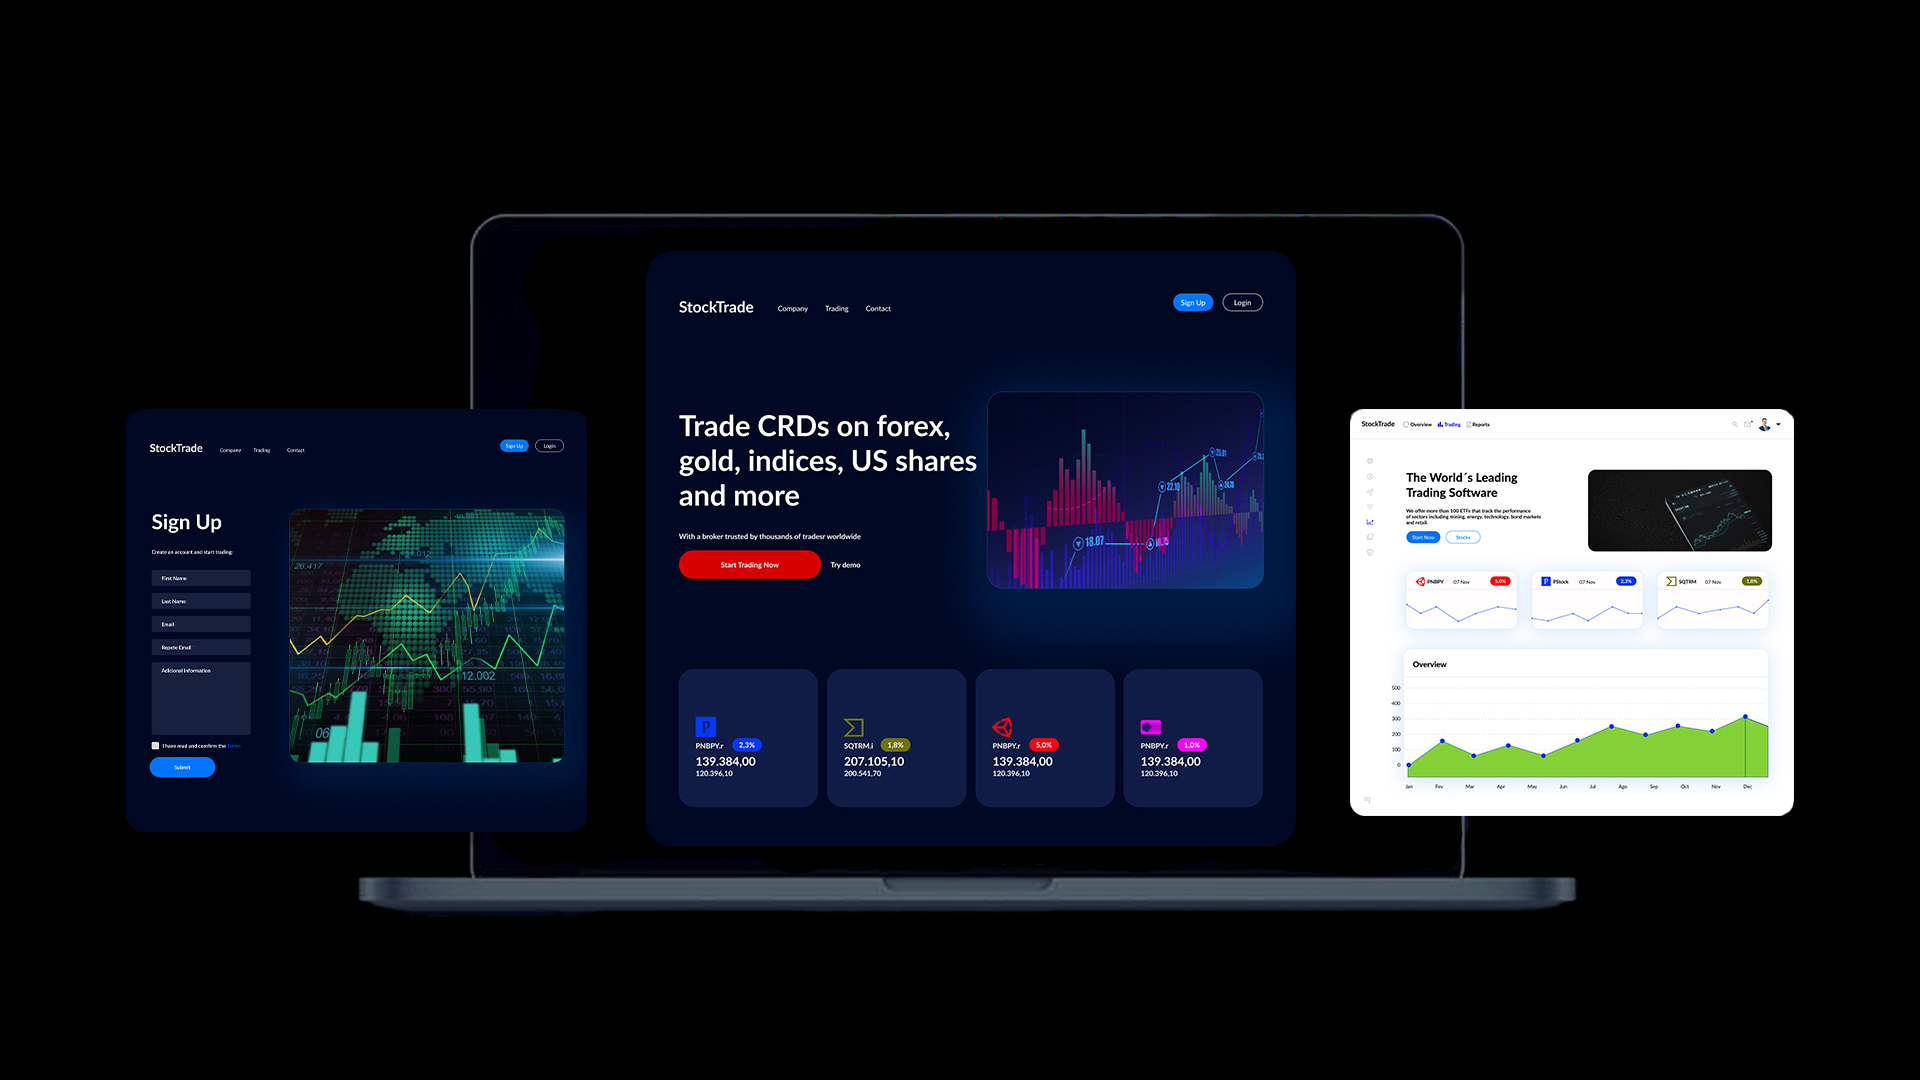 StockTrade
Company Trading Contact
Sign Up Login
Sign Up
Create an account and start trading:
First Name
Last Name
Email
Repete Email
Adicional information
I have read and comfirm the Terms
Submit
26.417
12.002
StockTrade
Company Trading Contact
Sign Up Login
Trade CRDs on forex,
gold, indices, US shares
and more
With a broker trusted by thousands of tradesr worldwide
Start Trading Now Try demo
22.10
25.01
24.70
18.07
P
PNBPY.r 2,3%
139.384,00
120.396,10
SQTRM.i 1,8%
207.105,10
200.541,70
PNBPY.r 5,0%
139.384,00
120.396,10
PNBPY.r 1,0%
139.384,00
120.396,10
StockTrade Overview Trading Reports
The World´s Leading
Trading Software
We offer more than 100 ETFs that track the performance
of sectors including mining, energy, technology, bond markets
and retail.
Start Now Stocks
PNBPY 07 Nov 5,0%
P PStock 07 Nov 2,3%
SQTRM 07 Nov 1,8%
Overview
500
400
300
200
100
0
Jan Fev Mar Apr May Jun Jul Ago Sep Oct Nov Dec